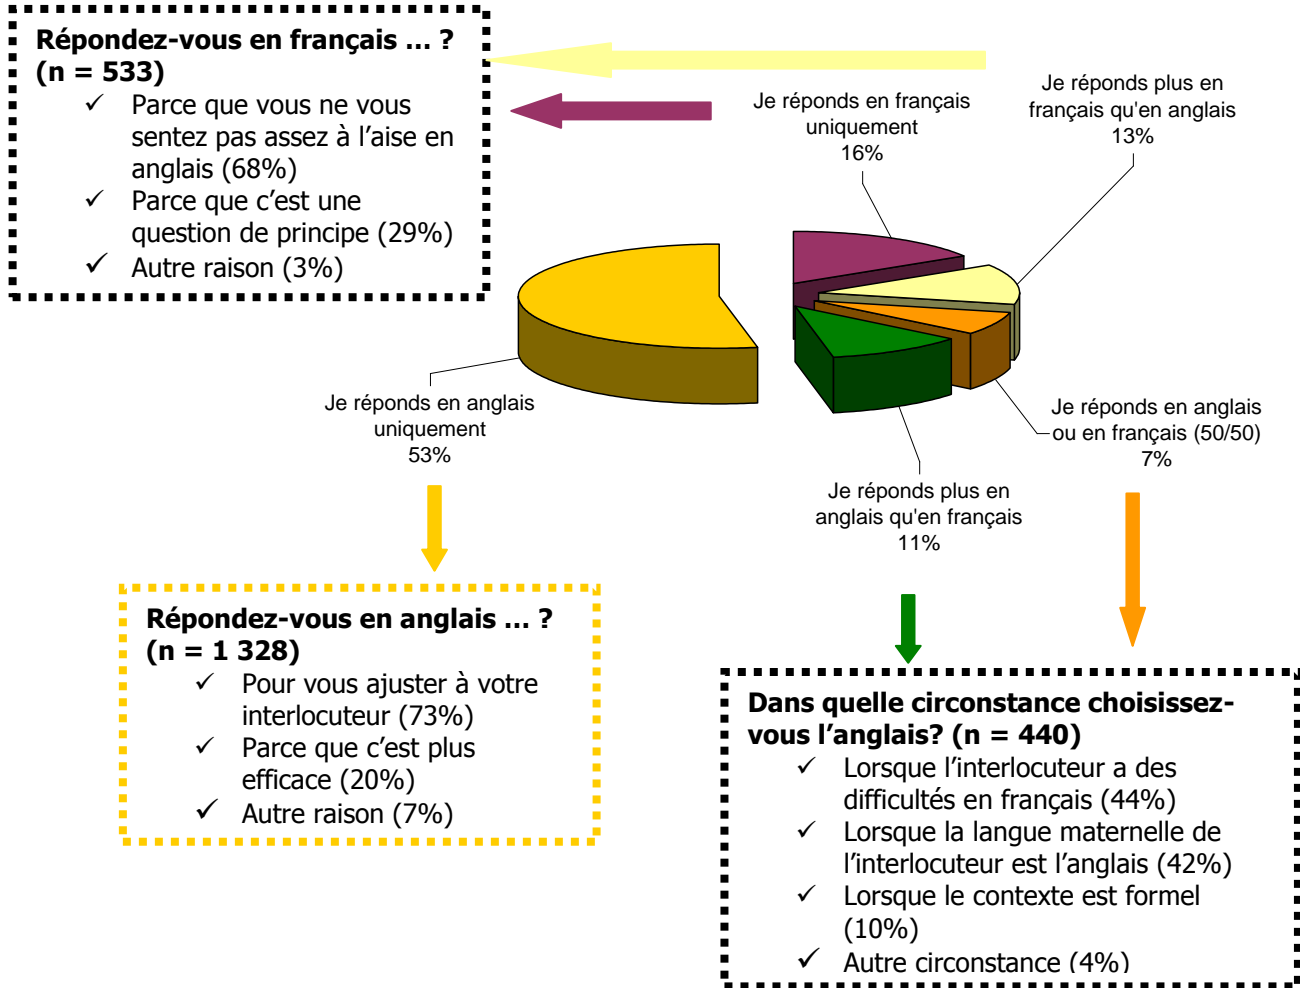 Répondez-vous en français … ?
(n = 533)
✓ Parce que vous ne vous
sentez pas assez à l’aise en
anglais (68%)
✓ Parce que c’est une
question de principe (29%)
✓ Autre raison (3%)
Je réponds en français
uniquement
16%
Je réponds plus en
français qu'en anglais
13%
Je réponds en anglais
uniquement
53%
Je réponds plus en
anglais qu'en français
11%
Je réponds en anglais
ou en français (50/50)
7%
Répondez-vous en anglais … ?
(n = 1 328)
✓ Pour vous ajuster à votre
interlocuteur (73%)
✓ Parce que c’est plus
efficace (20%)
✓ Autre raison (7%)
Dans quelle circonstance choisissez-
vous l’anglais? (n = 440)
✓ Lorsque l’interlocuteur a des
difficultés en français (44%)
✓ Lorsque la langue maternelle de
l’interlocuteur est l’anglais (42%)
✓ Lorsque le contexte est formel
(10%)
✓ Autre circonstance (4%)